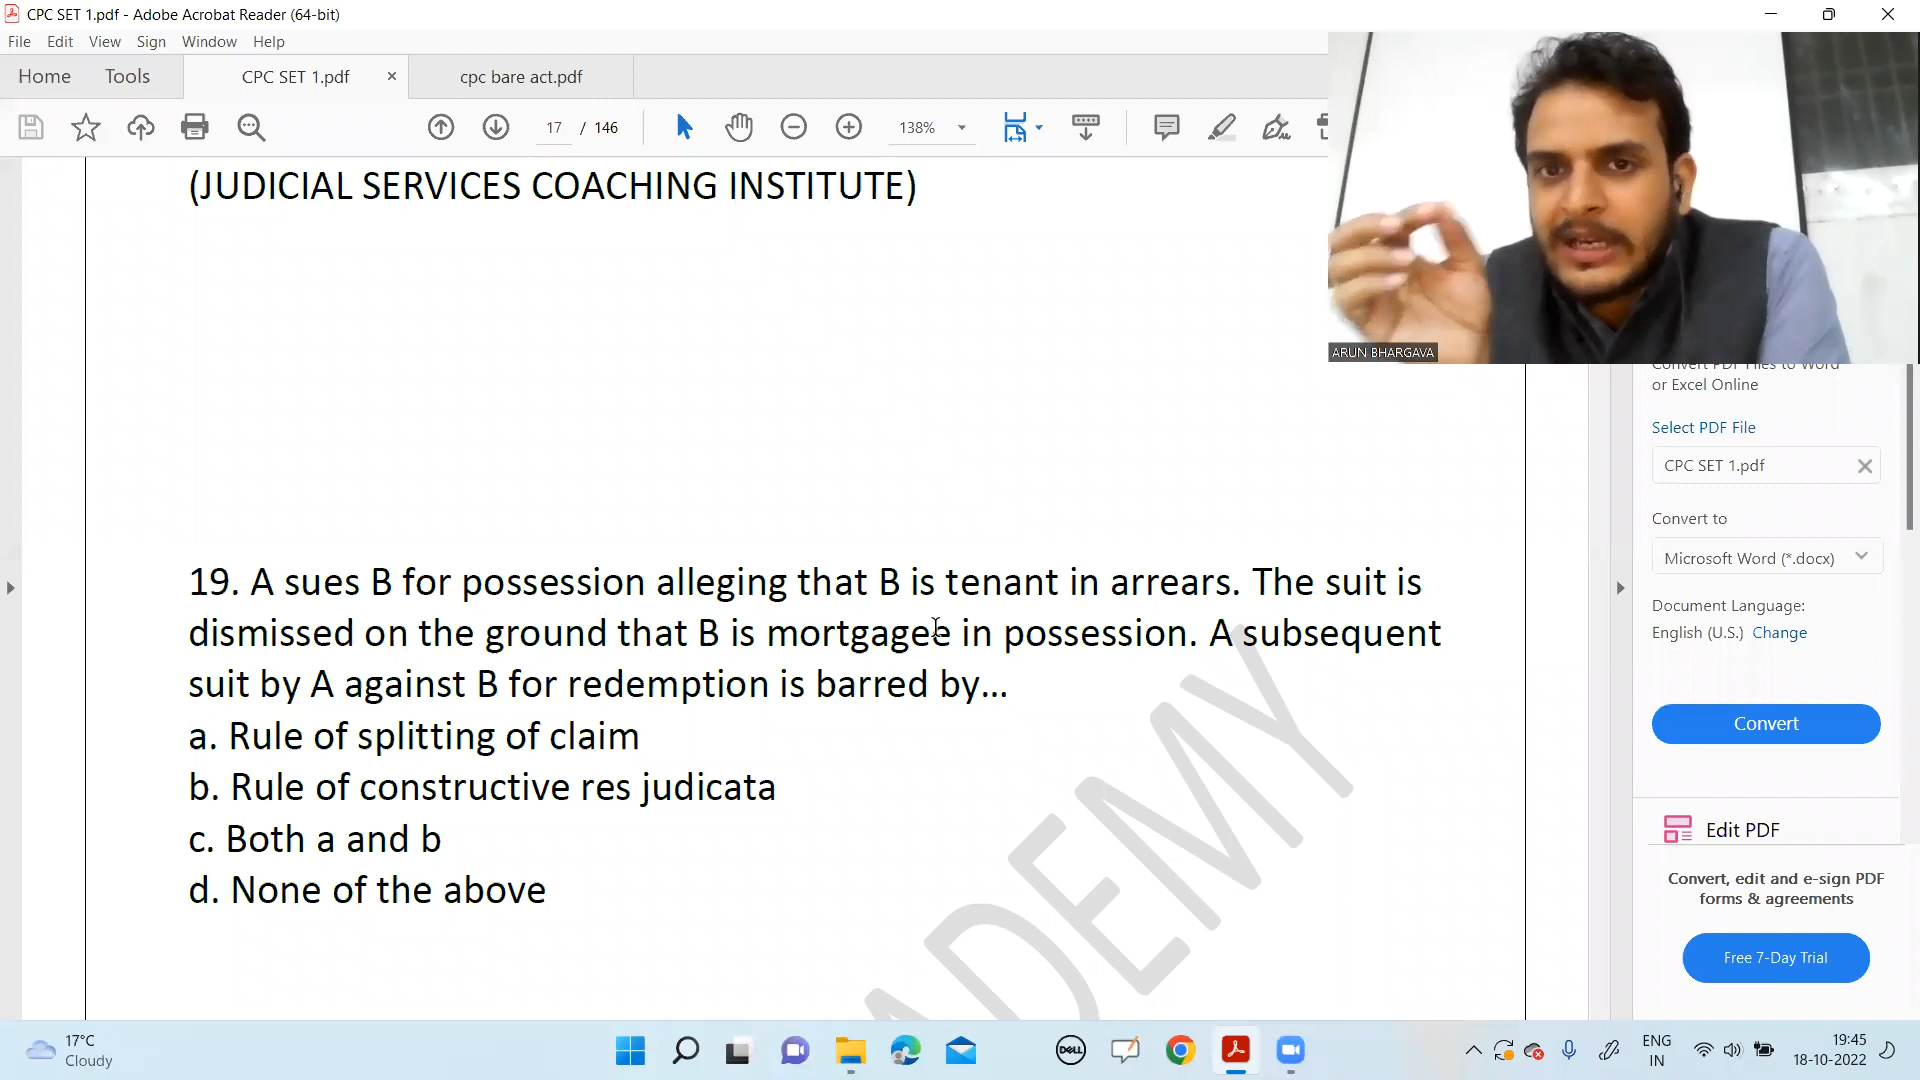 CPC SET 1.pdf - Adobe Acrobat Reader (64-bit)
File Edit View Sign Window Help
Home Tools CPC SET 1.pdf cpc bare act.pdf
17 / 146 138%
(JUDICIAL SERVICES COACHING INSTITUTE)
ARUN BHARGAVA
Convert PDF Files to Word
or Excel Online
Select PDF File
CPC SET 1.pdf
Convert to
Microsoft Word (*.docx)
Document Language:
English (U.S.) Change
Convert
Edit PDF
Convert, edit and e-sign PDF
forms & agreements
Free 7-Day Trial
19. A sues B for possession alleging that B is tenant in arrears. The suit is
dismissed on the ground that B is mortgagee in possession. A subsequent
suit by A against B for redemption is barred by...
a. Rule of splitting of claim
b. Rule of constructive res judicata
c. Both a and b
d. None of the above
ADEMY
17°C
Cloudy
DELL
ENG
IN
19:45
18-10-2022